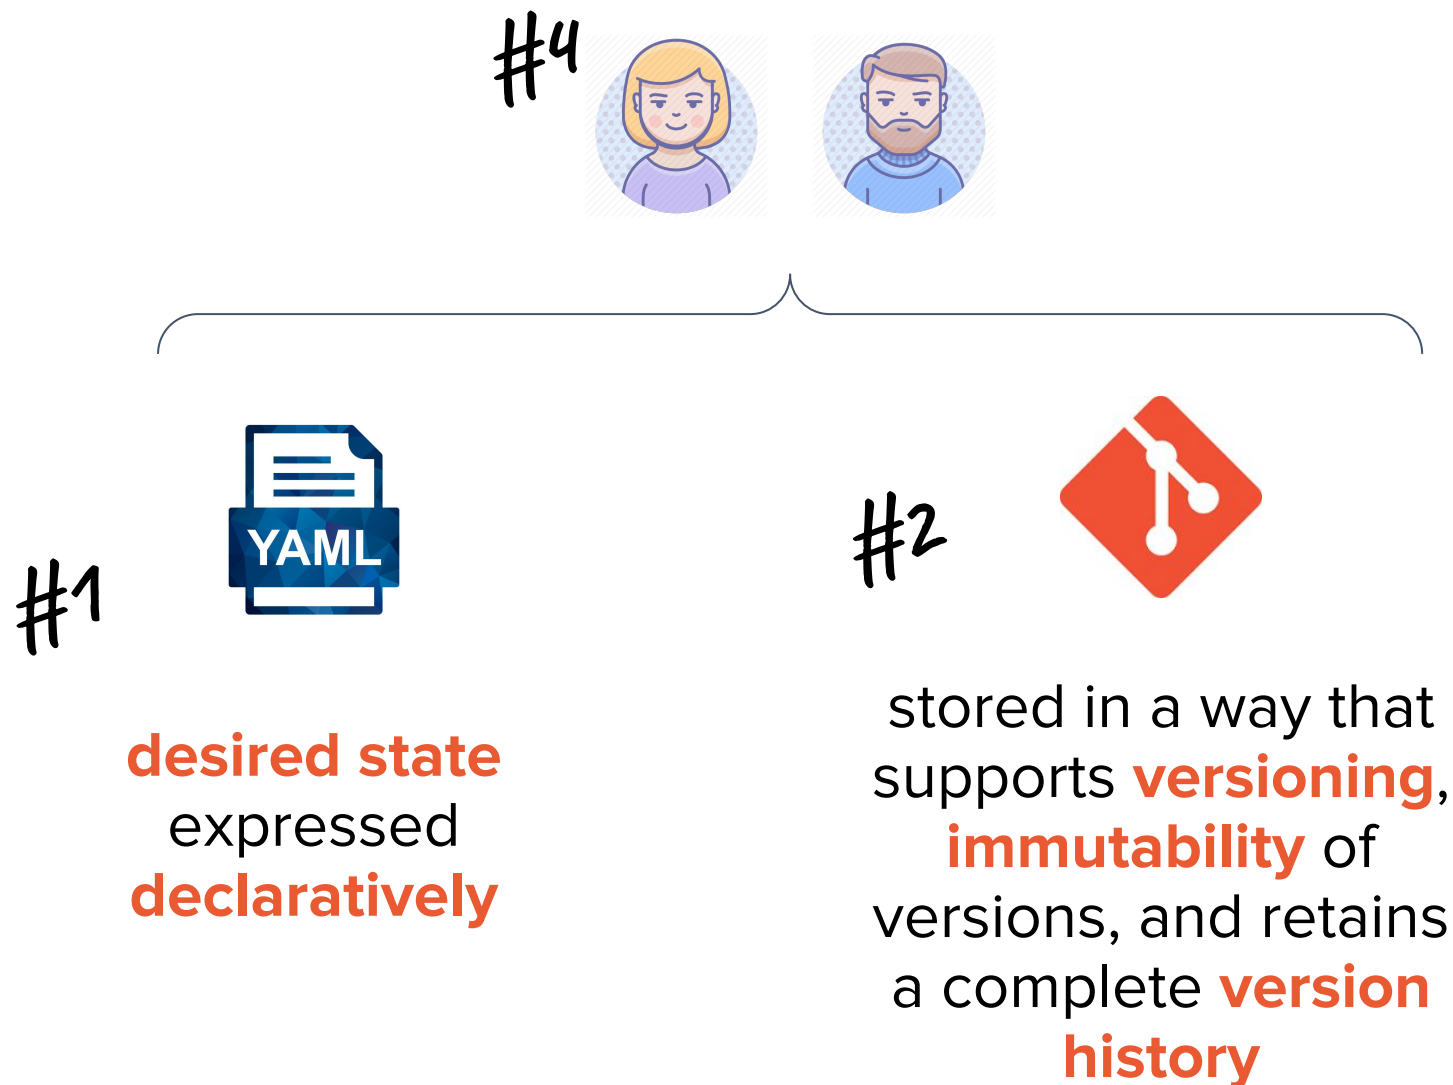 #4
YAML
#1
desired state
expressed
declaratively
#2
stored in a way that
supports versioning,
immutability of
versions, and retains
a complete version
history